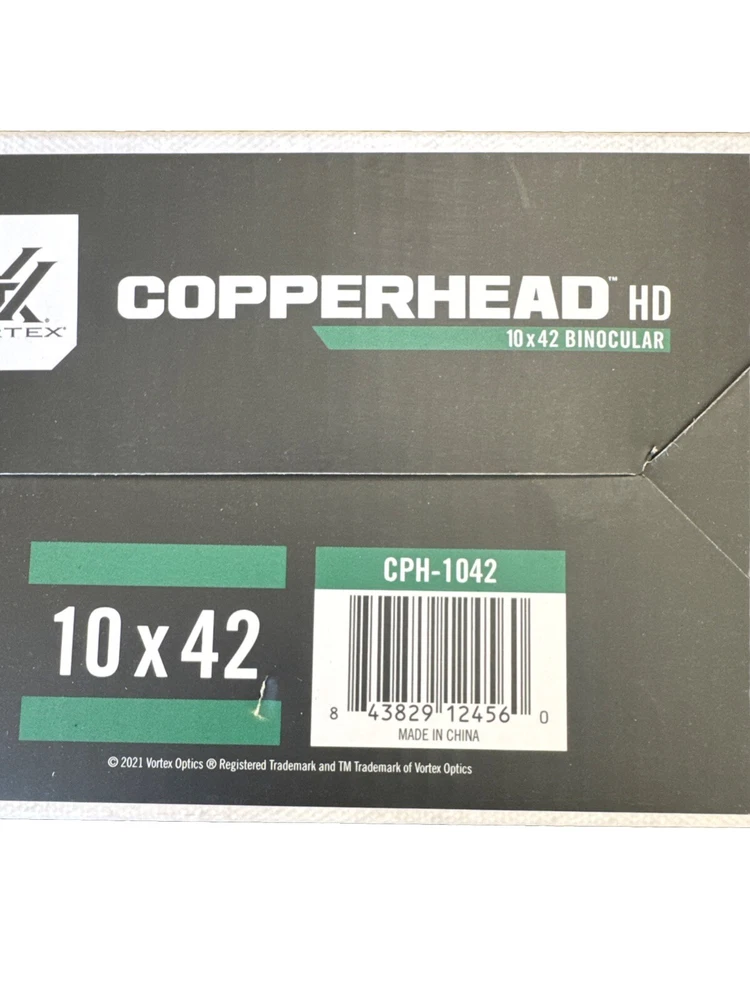 COPPERHEAD™ HD
10 x 42 BINOCULAR
10 x 42
CPH-1042
8 43829 12456 0
MADE IN CHINA
© 2021 Vortex Optics ® Registered Trademark and TM Trademark of Vortex Optics